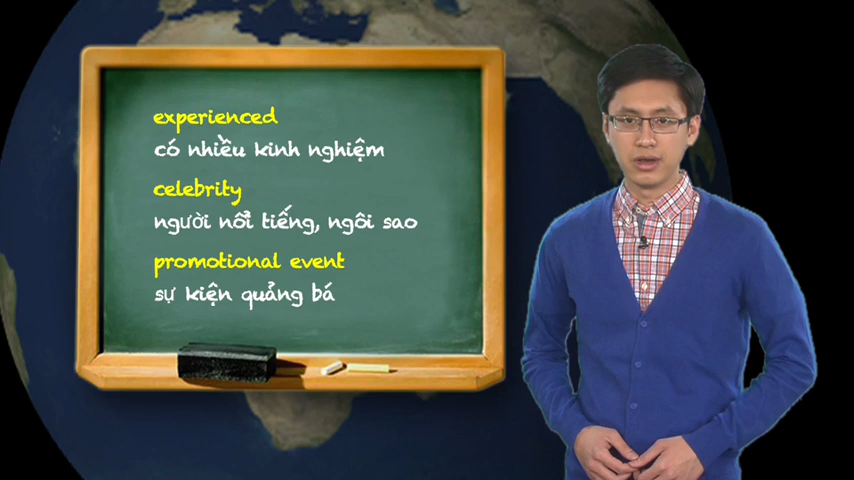 experienced
có nhiều kinh nghiệm
celebrity
người nổi tiếng, ngôi sao
promotional event
sự kiện quảng bá